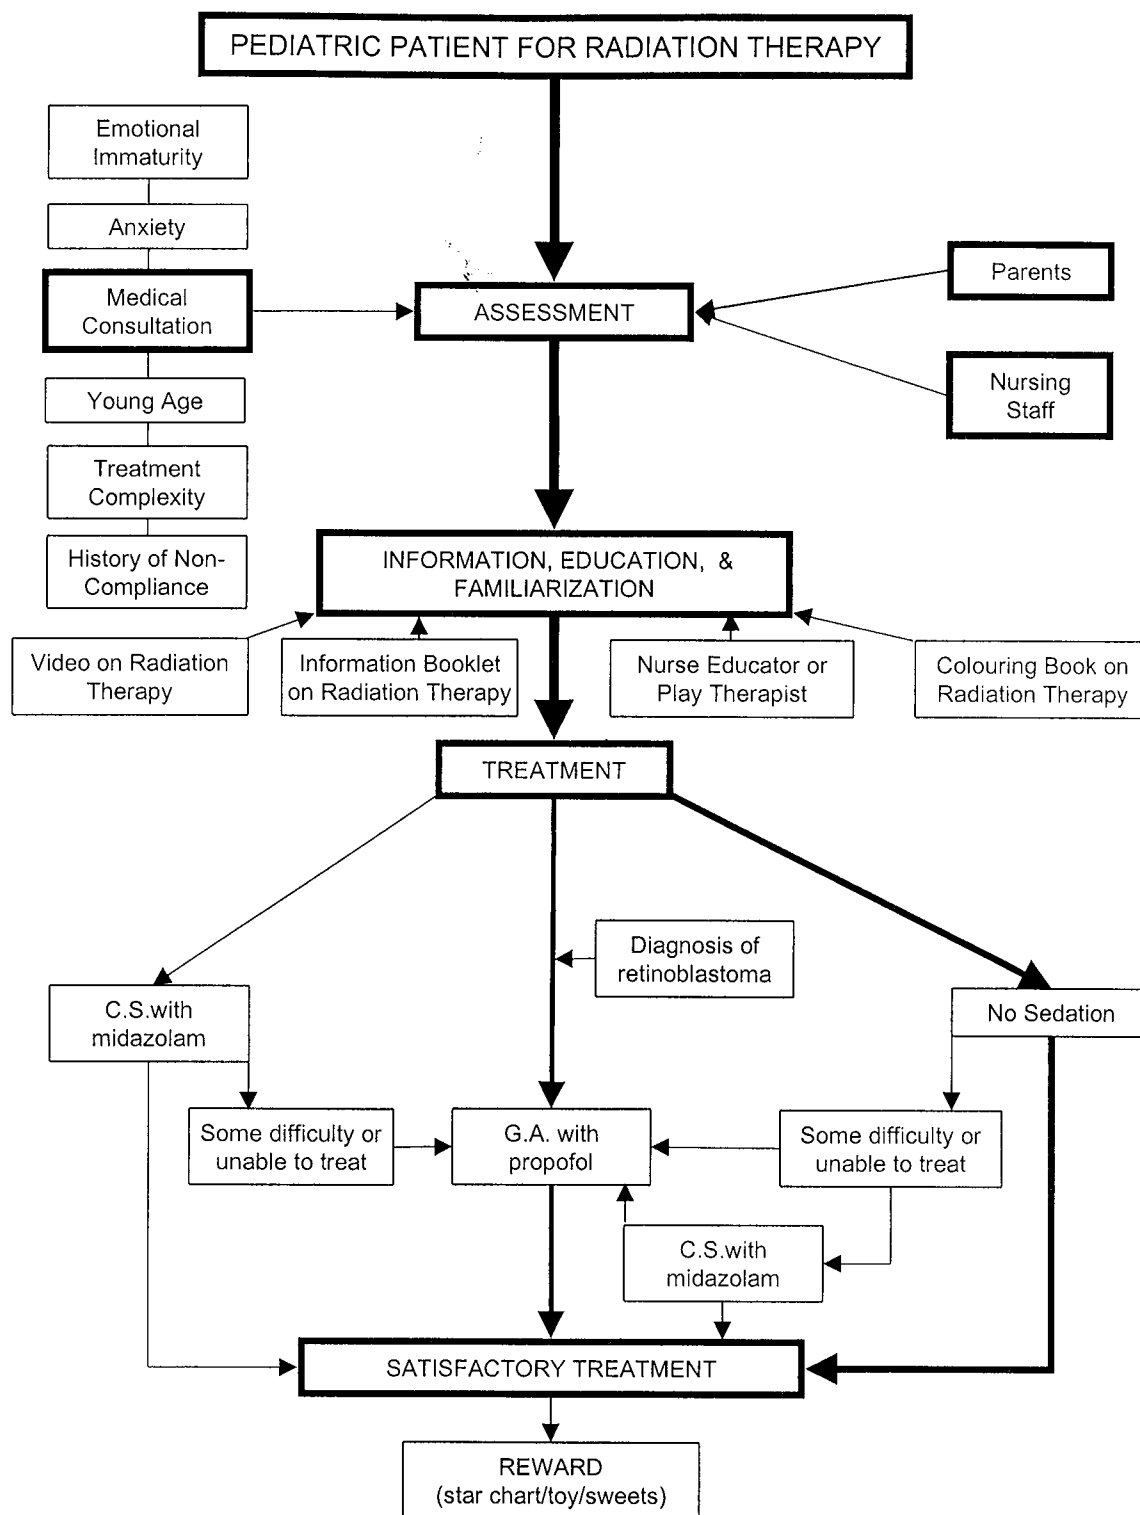 PEDIATRIC PATIENT FOR RADIATION THERAPY
Emotional
Immaturity
Anxiety
Medical
Consultation
Young Age
Treatment
Complexity
History of Non-
Compliance
ASSESSMENT
Parents
Nursing
Staff
INFORMATION, EDUCATION, &
FAMILIARIZATION
Video on Radiation
Therapy
Information Booklet
on Radiation Therapy
Nurse Educator or
Play Therapist
Colouring Book on
Radiation Therapy
TREATMENT
Diagnosis of
retinoblastoma
C.S.with
midazolam
No Sedation
Some difficulty or
unable to treat
G.A. with
propofol
Some difficulty or
unable to treat
C.S.with
midazolam
SATISFACTORY TREATMENT
REWARD
(star chart/toy/sweets)